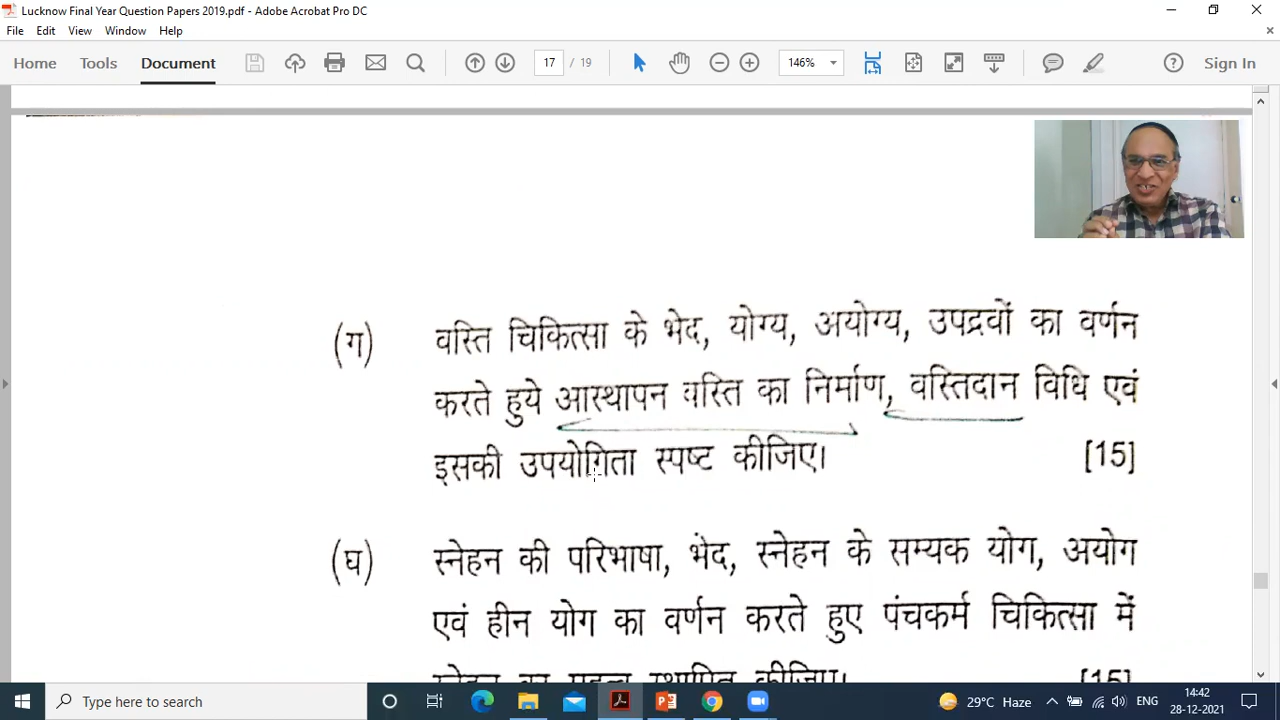 Lucknow Final Year Question Papers 2019.pdf - Adobe Acrobat Pro DC
File Edit View Window Help
Home Tools Document 17 / 19 146% Sign In
(ग) वस्ति चिकित्सा के भेद, योग्य, अयोग्य, उपद्रवों का वर्णन
करते हुये आस्थापन वस्ति का निर्माण, वस्तिदान विधि एवं
इसकी उपयोगिता स्पष्ट कीजिए। [15]
(घ) स्नेहन की परिभाषा, भेद, स्नेहन के सम्यक योग, अयोग
एवं हीन योग का वर्णन करते हुए पंचकर्म चिकित्सा में
Type here to search 29°C Haze ENG 14:42
28-12-2021